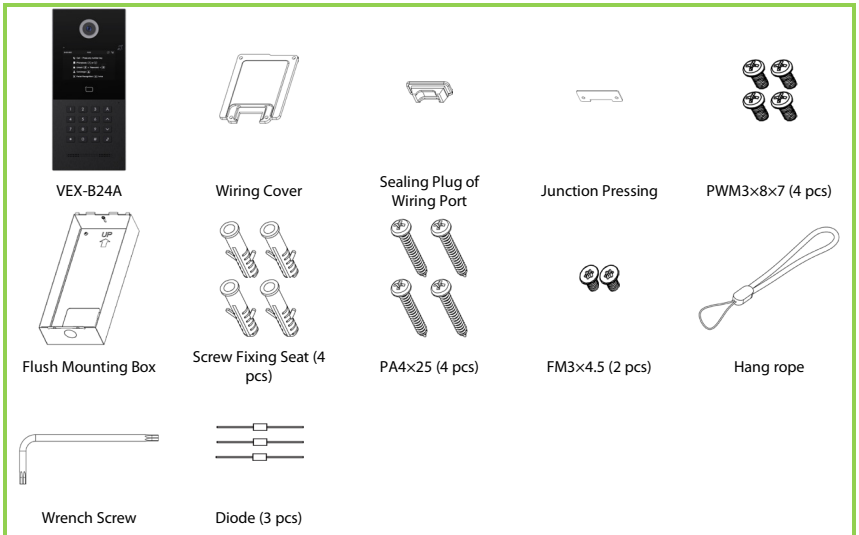 VEX-B24A
Wiring Cover
Sealing Plug of
Wiring Port
Junction Pressing
PWM3×8×7 (4 pcs)
UP
Flush Mounting Box
Screw Fixing Seat (4
pcs)
PA4×25 (4 pcs)
FM3×4.5 (2 pcs)
Hang rope
Wrench Screw
Diode (3 pcs)